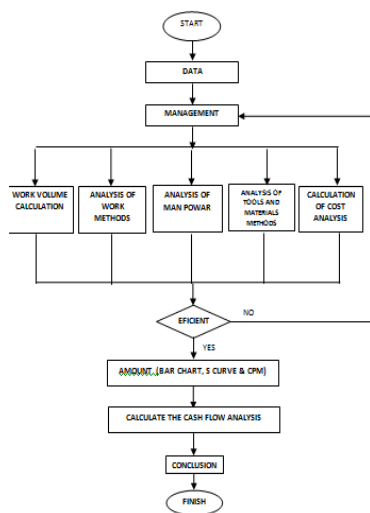 START
DATA
MANAGEMENT
WORK VOLUME
CALCULATION
ANALYSIS OF
WORK
METHODS
ANALYSIS OF
MAN POWAR
ANALYSIS OF
TOOLS AND
MATERIALS
METHODS
CALCULATION
OF COST
ANALYSIS
EFICIENT
NO
YES
AMOUNT (BAR CHART, S CURVE & CPM)
CALCULATE THE CASH FLOW ANALYSIS
CONCLUSION
FINISH